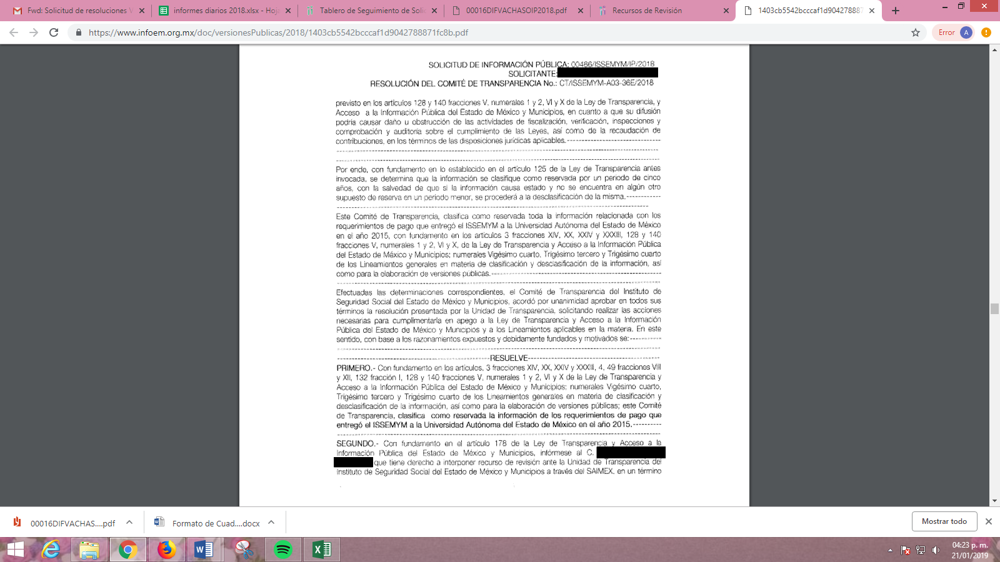 Fwd: Solicitud de resoluciones V
informes diarios 2018.xlsx - Hoja
Tablero de Seguimiento de Solic
00016DIFVACHASOIP2018.pdf
Recursos de Revisión
1403cb5542bcccaf1d9042788871
https://www.infoem.org.mx/doc/versionesPublicas/2018/1403cb5542bcccaf1d9042788871fc8b.pdf
Error
A
SOLICITUD DE INFORMACIÓN PÚBLICA: 00486/ISSEMYM/IP/2018
SOLICITANTE:
RESOLUCIÓN DEL COMITÉ DE TRANSPARENCIA No.: CT/ISSEMYM-A03-36E/2018
previsto en los artículos 128 y 140 fracciones V, numerales 1 y 2, VI y X de la Ley de Transparencia, y
Acceso a la Información Pública del Estado de México y Municipios, en cuanto a que su difusión
podría causar daño u obstrucción de las actividades de fiscalización, verificación, inspecciones y
comprobación y auditoría sobre el cumplimiento de las Leyes, así como de la recaudación de
contribuciones, en los términos de las disposiciones jurídicas aplicables.
Por ende, con fundamento en lo establecido en el artículo 125 de la Ley de Transparencia antes
invocada, se determina que la información se clasifique como reservada por un periodo de cinco
años, con la salvedad de que si la información causa estado y no se encuentra en algún otro
supuesto de reserva en un periodo menor, se procederá a la desclasificación de la misma.
Este Comité de Transparencia, clasifica como reservada toda la información relacionada con los
requerimientos de pago que entregó el ISSEMYM a la Universidad Autónoma del Estado de México
en el año 2015, con fundamento en los artículos 3 fracciones XIV, XX, XXIV y XXXIII, 128 y 140
fracciones V, numerales 1 y 2, VI y X, de la Ley de Transparencia y Acceso a la Información Pública
del Estado de México y Municipios; numerales Vigésimo cuarto, Trigésimo tercero y Trigésimo cuarto
de los Lineamientos generales en materia de clasificación y desclasificación de la información, así
como para la elaboración de versiones públicas.
Efectuadas las determinaciones correspondientes, el Comité de Transparencia del Instituto de
Seguridad Social del Estado de México y Municipios, acordó por unanimidad aprobar en todos sus
términos la resolución presentada por la Unidad de Transparencia, solicitando realizar las acciones
necesarias para cumplimentarla en apego a la Ley de Transparencia y Acceso a la Información
Pública del Estado de México y Municipios y a los Lineamientos aplicables en la materia. En este
sentido, con base a los razonamientos expuestos y debidamente fundados y motivados se:
RESUELVE
PRIMERO.- Con fundamento en los artículos, 3 fracciones XIV, XX, XXIV y XXXIII, 4, 49 fracciones VIII
y XII, 132 fracción I, 128 y 140 fracciones V, numerales 1 y 2, VI y X de la Ley de Transparencia y
Acceso a la Información Pública del Estado de México y Municipios; numerales Vigésimo cuarto,
Trigésimo tercero y Trigésimo cuarto de los Lineamientos generales en materia de clasificación y
desclasificación de la información, así como para la elaboración de versiones públicas; este Comité
de Transparencia, clasifica como reservada la información de los requerimientos de pago que
entregó el ISSEMYM a la Universidad Autónoma del Estado de México en el año 2015.
SEGUNDO.- Con fundamento en el artículo 178 de la Ley de Transparencia y Acceso a la
Información Pública del Estado de México y Municipios, infórmese al C.
que tiene derecho a interponer recurso de revisión ante la Unidad de Transparencia del
Instituto de Seguridad Social del Estado de México y Municipios a través del SAIMEX, en un término
00016DIFVACHAS....pdf
Formato de Cuad....docx
Mostrar todo
04:23 p. m.
21/01/2019